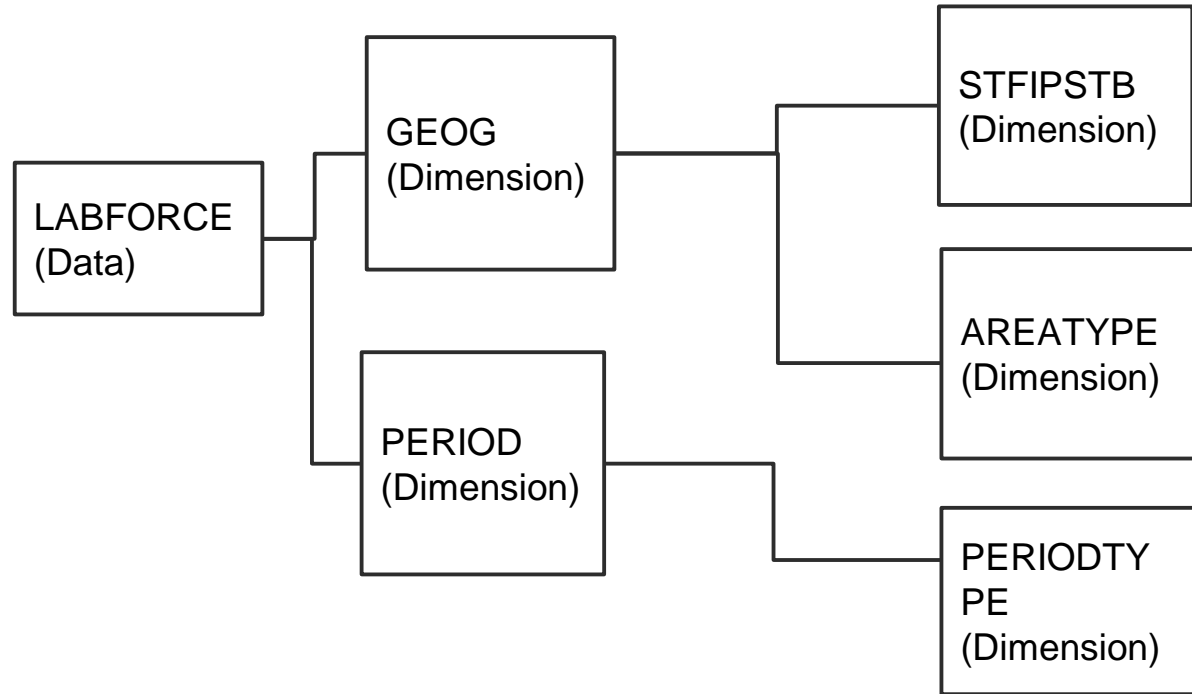 LABFORCE
(Data)
GEOG
(Dimension)
PERIOD
(Dimension)
STFIPSTB
(Dimension)
AREATYPE
(Dimension)
PERIODTY
PE
(Dimension)